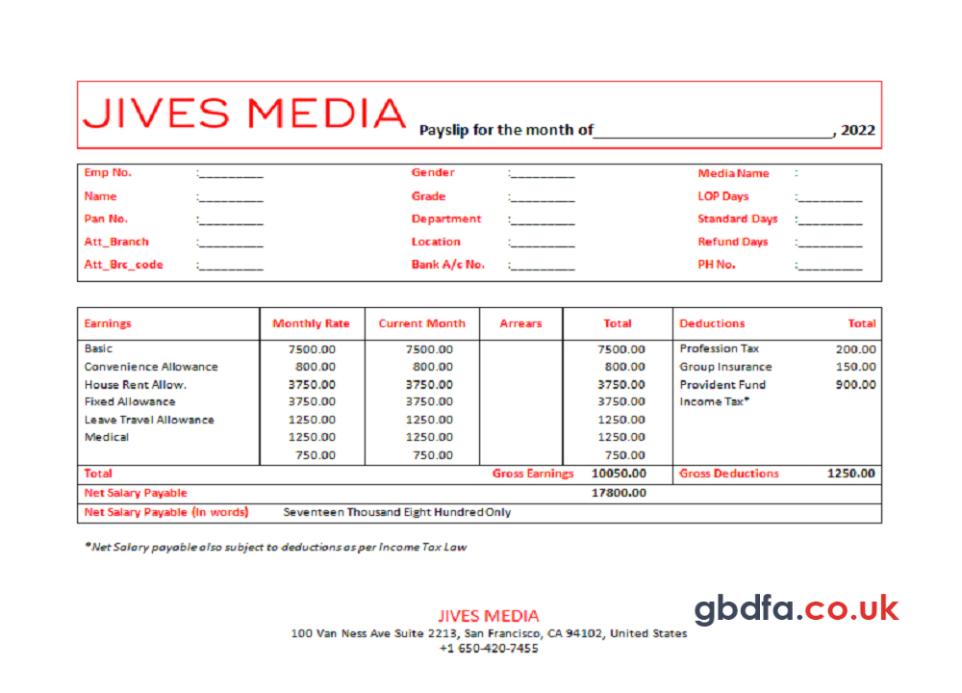 JIVES MEDIA Payslip for the month of______________________________, 2022
Emp No. :_________ Gender :_________ Media Name :
Name :_________ Grade :_________ LOP Days :_________
Pan No. :_________ Department :_________ Standard Days :_________
Att_Branch :_________ Location :_________ Refund Days :_________
Att_Brc_code :_________ Bank A/c No. :_________ PH No. :_________
Earnings Monthly Rate Current Month Arrears Total Deductions Total
Basic 7500.00 7500.00 7500.00 Profession Tax 200.00
Convenience Allowance 800.00 800.00 800.00 Group Insurance 150.00
House Rent Allow. 3750.00 3750.00 3750.00 Provident Fund 900.00
Fixed Allowance 3750.00 3750.00 3750.00 Income Tax*
Leave Travel Allowance 1250.00 1250.00 1250.00
Medical 1250.00 1250.00 1250.00
750.00 750.00 750.00
Total Gross Earnings 10050.00 Gross Deductions 1250.00
Net Salary Payable 17800.00
Net Salary Payable (In words) Seventeen Thousand Eight Hundred Only
*Net Salary payable also subject to deductions as per Income Tax Law
gbdfa.co.uk
JIVES MEDIA
100 Van Ness Ave Suite 2213, San Francisco, CA 94102, United States
+1 650-420-7455